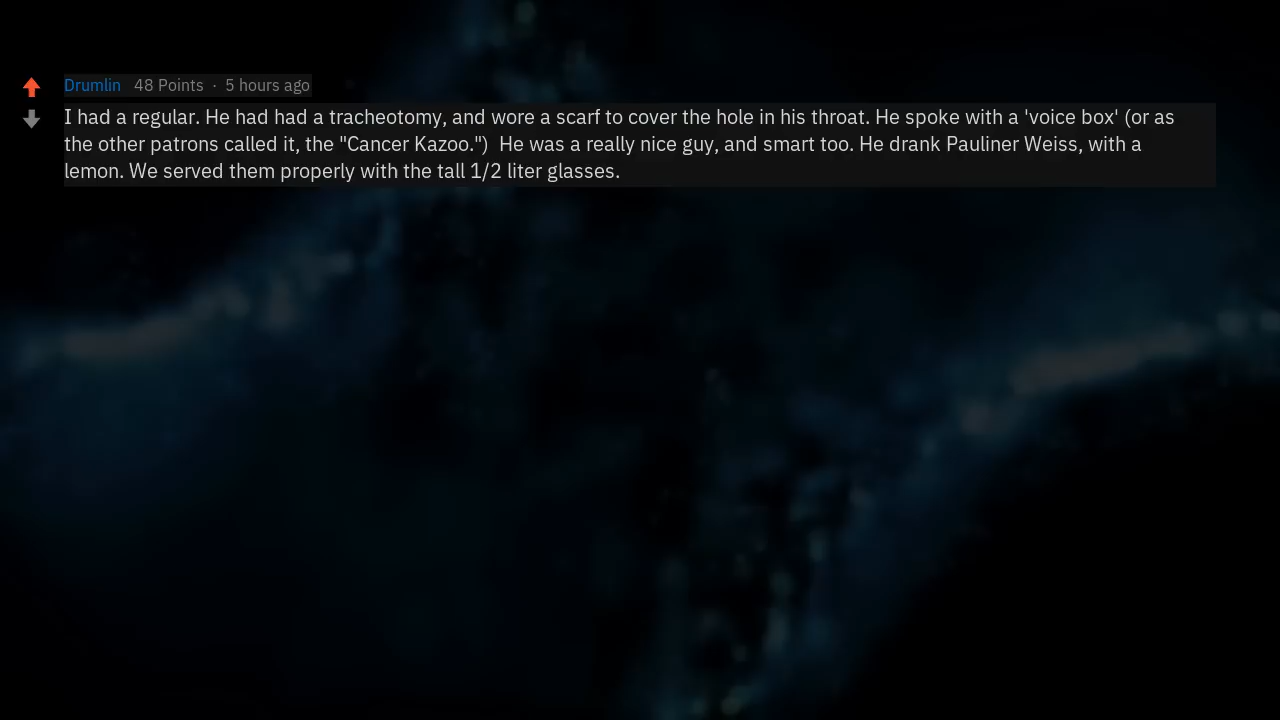 Drumlin 48 Points · 5 hours ago
I had a regular. He had had a tracheotomy, and wore a scarf to cover the hole in his throat. He spoke with a 'voice box' (or as
the other patrons called it, the "Cancer Kazoo.")  He was a really nice guy, and smart too. He drank Pauliner Weiss, with a
lemon. We served them properly with the tall 1/2 liter glasses.